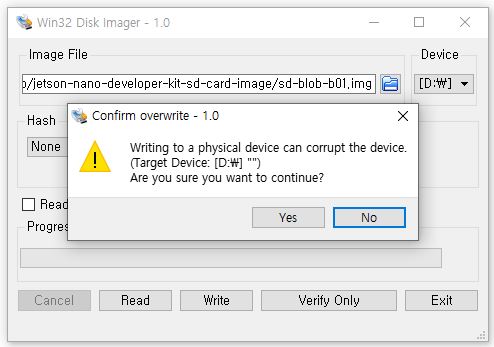 Win32 Disk Imager - 1.0
Image File
Device
o/jetson-nano-developer-kit-sd-card-image/sd-blob-b01.img
[D:₩]
Hash
None
Confirm overwrite - 1.0
Writing to a physical device can corrupt the device.
(Target Device: [D:₩] "")
Are you sure you want to continue?
Yes No
Read
Progres
Cancel Read Write Verify Only Exit